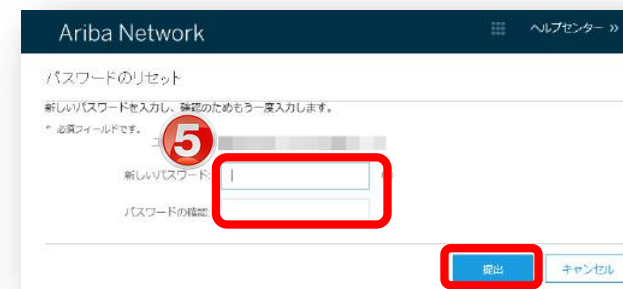 Ariba Network
ヘルプセンター »
パスワードのリセット
新しいパスワードを入力し、確認のためもう一度入力します。
* 必須フィールドです。
5
新しいパスワード:
パスワードの確認:
提出
キャンセル